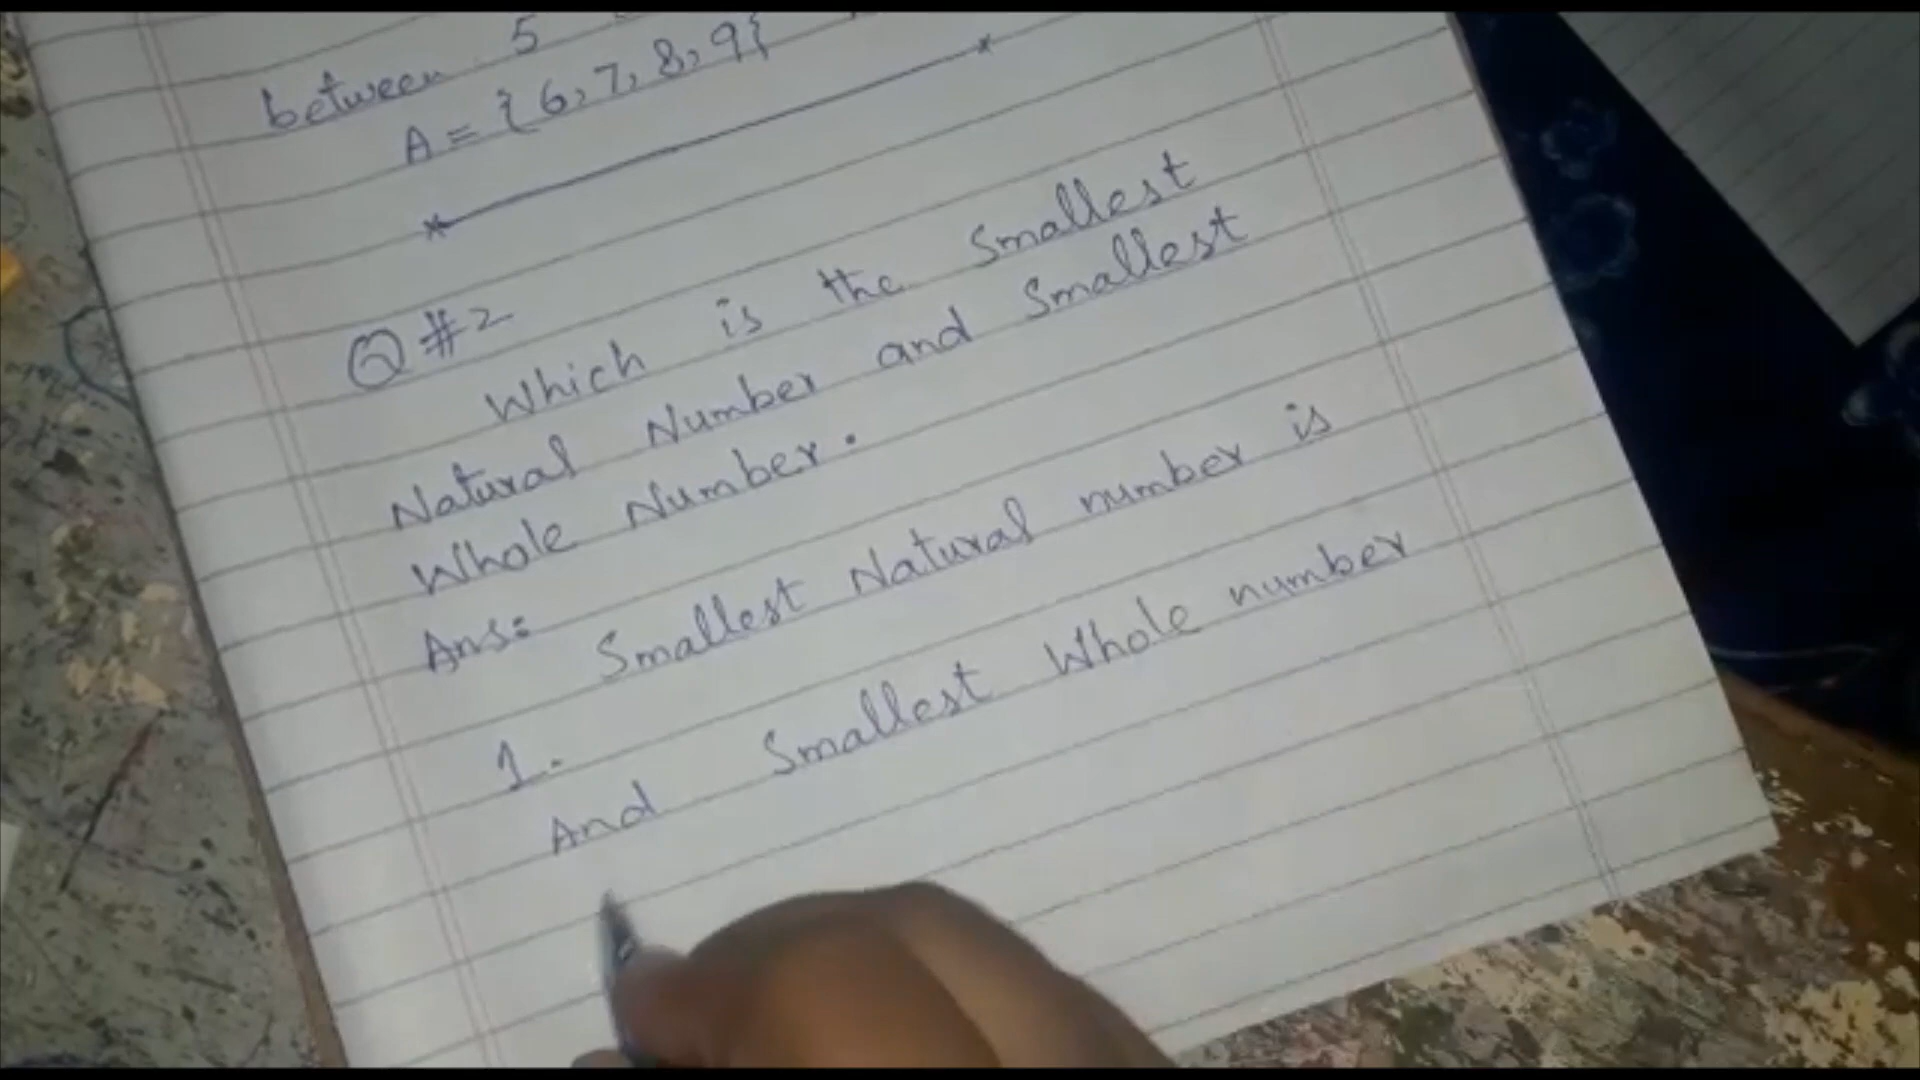 between 5
A = {6, 7, 8, 9}
Q #2
Which is the Smallest
Natural Number and Smallest
Whole Number.
Ans: Smallest Natural number is
1.
And Smallest Whole number